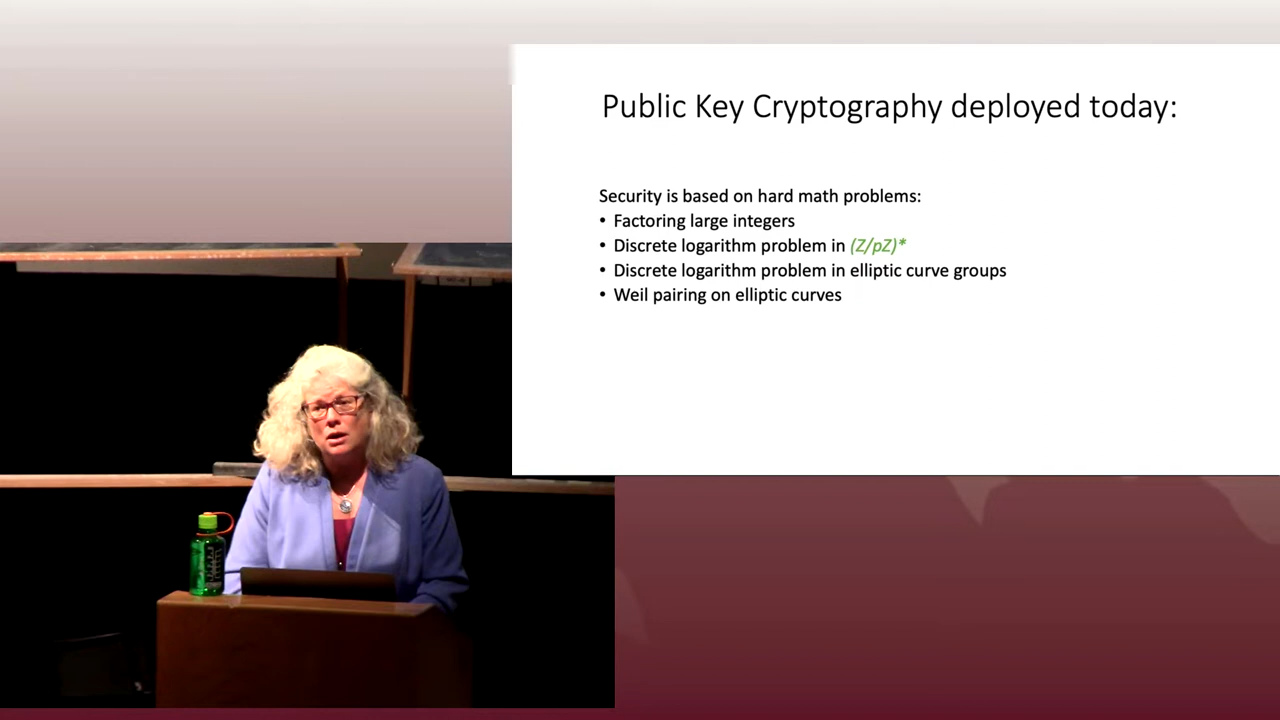 Public Key Cryptography deployed today:
Security is based on hard math problems:
• Factoring large integers
• Discrete logarithm problem in (Z/pZ)*
• Discrete logarithm problem in elliptic curve groups
• Weil pairing on elliptic curves